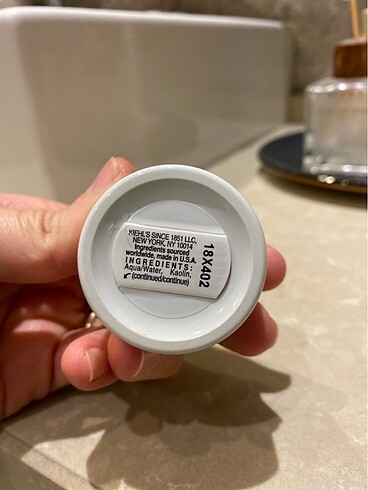 KIEHL'S SINCE 1851 LLC.
NEW YORK, NY 10014
Ingredients sourced
worldwide, made in U.S.A.
INGREDIENTS:
Aqua/Water, Kaolin,
(continued/continue)
18X402